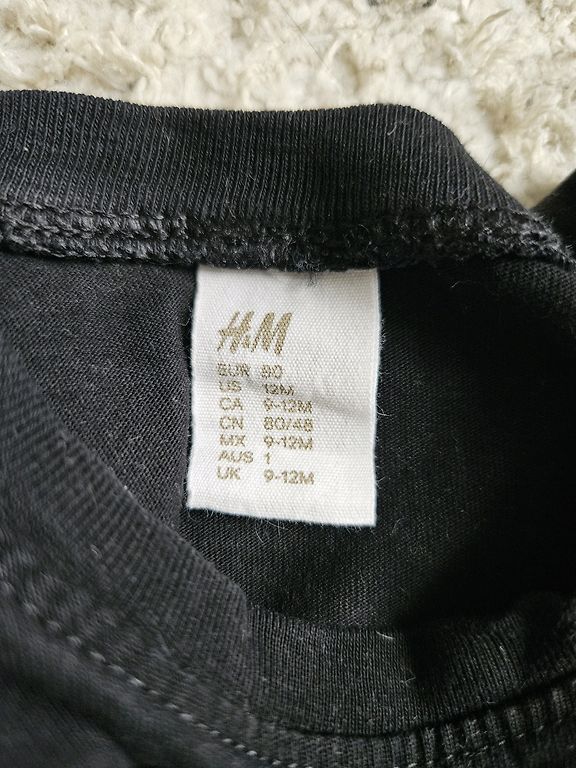 H&M
EUR 80
US 12M
CA 9-12M
CN 80/48
MX 9-12M
AUS 1
UK 9-12M